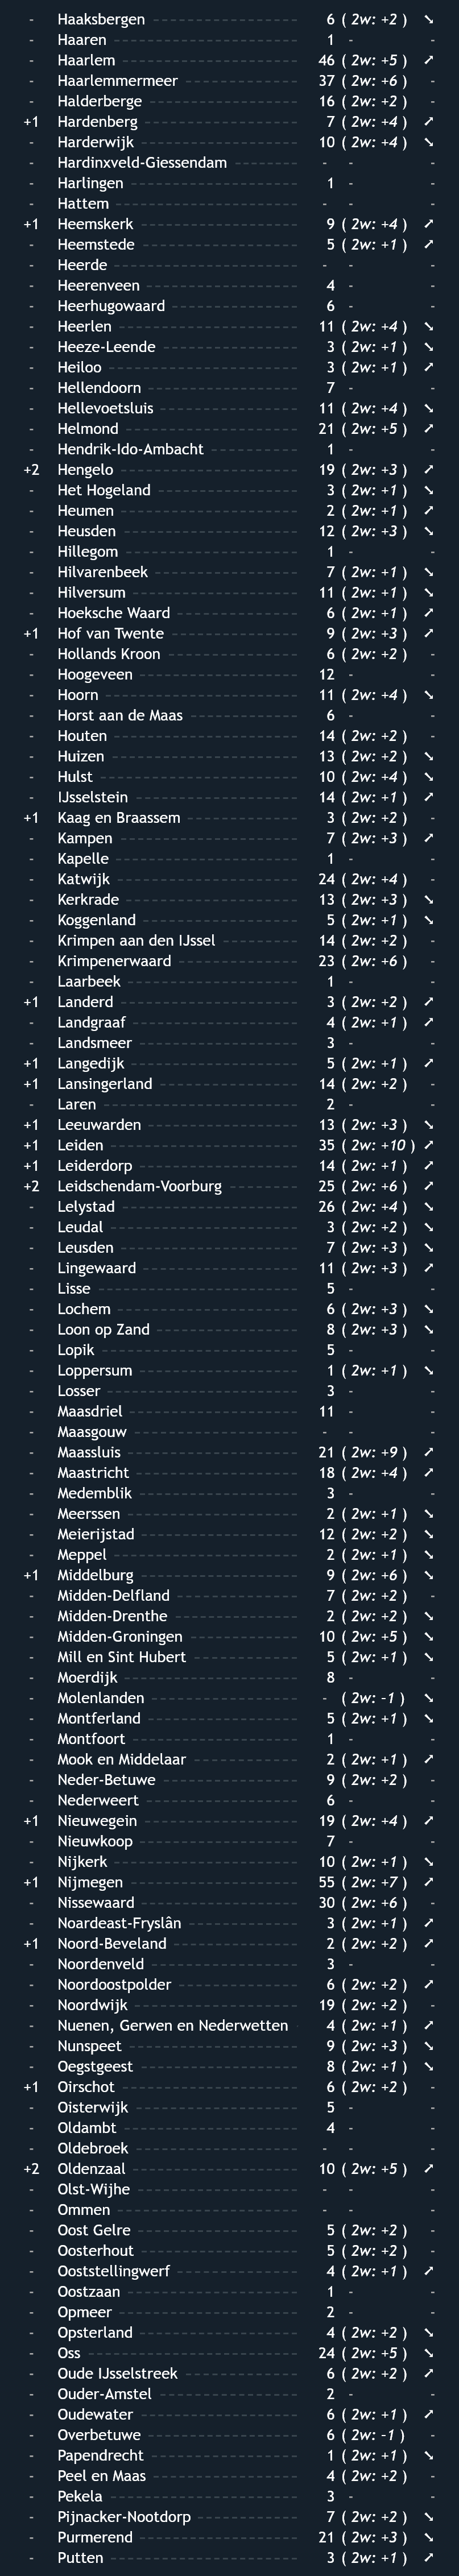 - Haaksbergen 6 ( 2w: +2 ) ↘
- Haaren 1 - -
- Haarlem 46 ( 2w: +5 ) ↗
- Haarlemmermeer 37 ( 2w: +6 ) -
- Halderberge 16 ( 2w: +2 ) -
+1 Hardenberg 7 ( 2w: +4 ) ↗
- Harderwijk 10 ( 2w: +4 ) ↘
- Hardinxveld-Giessendam - - -
- Harlingen 1 - -
- Hattem - - -
+1 Heemskerk 9 ( 2w: +4 ) ↗
- Heemstede 5 ( 2w: +1 ) ↗
- Heerde - - -
- Heerenveen 4 - -
- Heerhugowaard 6 - -
- Heerlen 11 ( 2w: +4 ) ↘
- Heeze-Leende 3 ( 2w: +1 ) ↘
- Heiloo 3 ( 2w: +1 ) ↗
- Hellendoorn 7 - -
- Hellevoetsluis 11 ( 2w: +4 ) ↘
- Helmond 21 ( 2w: +5 ) ↗
- Hendrik-Ido-Ambacht 1 - -
+2 Hengelo 19 ( 2w: +3 ) ↗
- Het Hogeland 3 ( 2w: +1 ) ↘
- Heumen 2 ( 2w: +1 ) ↗
- Heusden 12 ( 2w: +3 ) ↘
- Hillegom 1 - -
- Hilvarenbeek 7 ( 2w: +1 ) ↘
- Hilversum 11 ( 2w: +1 ) ↘
- Hoeksche Waard 6 ( 2w: +1 ) ↗
+1 Hof van Twente 9 ( 2w: +3 ) ↗
- Hollands Kroon 6 ( 2w: +2 ) -
- Hoogeveen 12 - -
- Hoorn 11 ( 2w: +4 ) ↘
- Horst aan de Maas 6 - -
- Houten 14 ( 2w: +2 ) -
- Huizen 13 ( 2w: +2 ) ↘
- Hulst 10 ( 2w: +4 ) ↘
- IJsselstein 14 ( 2w: +1 ) ↗
+1 Kaag en Braassem 3 ( 2w: +2 ) -
- Kampen 7 ( 2w: +3 ) ↗
- Kapelle 1 - -
- Katwijk 24 ( 2w: +4 ) -
- Kerkrade 13 ( 2w: +3 ) ↘
- Koggenland 5 ( 2w: +1 ) ↘
- Krimpen aan den IJssel 14 ( 2w: +2 ) -
- Krimpenerwaard 23 ( 2w: +6 ) -
- Laarbeek 1 - -
+1 Landerd 3 ( 2w: +2 ) ↗
- Landgraaf 4 ( 2w: +1 ) ↗
- Landsmeer 3 - -
+1 Langedijk 5 ( 2w: +1 ) ↗
+1 Lansingerland 14 ( 2w: +2 ) -
- Laren 2 - -
+1 Leeuwarden 13 ( 2w: +3 ) ↘
+1 Leiden 35 ( 2w: +10 ) ↗
+1 Leiderdorp 14 ( 2w: +1 ) ↗
+2 Leidschendam-Voorburg 25 ( 2w: +6 ) ↗
- Lelystad 26 ( 2w: +4 ) ↘
- Leudal 3 ( 2w: +2 ) ↘
- Leusden 7 ( 2w: +3 ) ↘
- Lingewaard 11 ( 2w: +3 ) ↗
- Lisse 5 - -
- Lochem 6 ( 2w: +3 ) ↘
- Loon op Zand 8 ( 2w: +3 ) ↘
- Lopik 5 - -
- Loppersum 1 ( 2w: +1 ) ↘
- Losser 3 - -
- Maasdriel 11 - -
- Maasgouw - - -
- Maassluis 21 ( 2w: +9 ) ↗
- Maastricht 18 ( 2w: +4 ) ↗
- Medemblik 3 - -
- Meerssen 2 ( 2w: +1 ) ↘
- Meierijstad 12 ( 2w: +2 ) ↘
- Meppel 2 ( 2w: +1 ) ↘
+1 Middelburg 9 ( 2w: +6 ) ↘
- Midden-Delfland 7 ( 2w: +2 ) -
- Midden-Drenthe 2 ( 2w: +2 ) ↘
- Midden-Groningen 10 ( 2w: +5 ) ↘
- Mill en Sint Hubert 5 ( 2w: +1 ) ↘
- Moerdijk 8 - -
- Molenlanden - ( 2w: -1 ) ↘
- Montferland 5 ( 2w: +1 ) ↘
- Montfoort 1 - -
- Mook en Middelaar 2 ( 2w: +1 ) ↗
- Neder-Betuwe 9 ( 2w: +2 ) -
- Nederweert 6 - -
+1 Nieuwegein 19 ( 2w: +4 ) ↗
- Nieuwkoop 7 - -
- Nijkerk 10 ( 2w: +1 ) ↘
+1 Nijmegen 55 ( 2w: +7 ) ↗
- Nissewaard 30 ( 2w: +6 ) -
- Noardeast-Fryslân 3 ( 2w: +1 ) ↗
+1 Noord-Beveland 2 ( 2w: +2 ) ↗
- Noordenveld 3 - -
- Noordoostpolder 6 ( 2w: +2 ) ↗
- Noordwijk 19 ( 2w: +2 ) -
- Nuenen, Gerwen en Nederwetten 4 ( 2w: +1 ) ↗
- Nunspeet 9 ( 2w: +3 ) ↘
- Oegstgeest 8 ( 2w: +1 ) ↘
+1 Oirschot 6 ( 2w: +2 ) -
- Oisterwijk 5 - -
- Oldambt 4 - -
- Oldebroek - - -
+2 Oldenzaal 10 ( 2w: +5 ) ↗
- Olst-Wijhe - - -
- Ommen - - -
- Oost Gelre 5 ( 2w: +2 ) -
- Oosterhout 5 ( 2w: +2 ) -
- Ooststellingwerf 4 ( 2w: +1 ) ↗
- Oostzaan 1 - -
- Opmeer 2 - -
- Opsterland 4 ( 2w: +2 ) ↘
- Oss 24 ( 2w: +5 ) ↘
- Oude IJsselstreek 6 ( 2w: +2 ) ↗
- Ouder-Amstel 2 - -
- Oudewater 6 ( 2w: +1 ) ↗
- Overbetuwe 6 ( 2w: -1 ) -
- Papendrecht 1 ( 2w: +1 ) ↘
- Peel en Maas 4 ( 2w: +2 ) -
- Pekela 3 - -
- Pijnacker-Nootdorp 7 ( 2w: +2 ) ↘
- Purmerend 21 ( 2w: +3 ) ↘
- Putten 3 ( 2w: +1 ) ↗